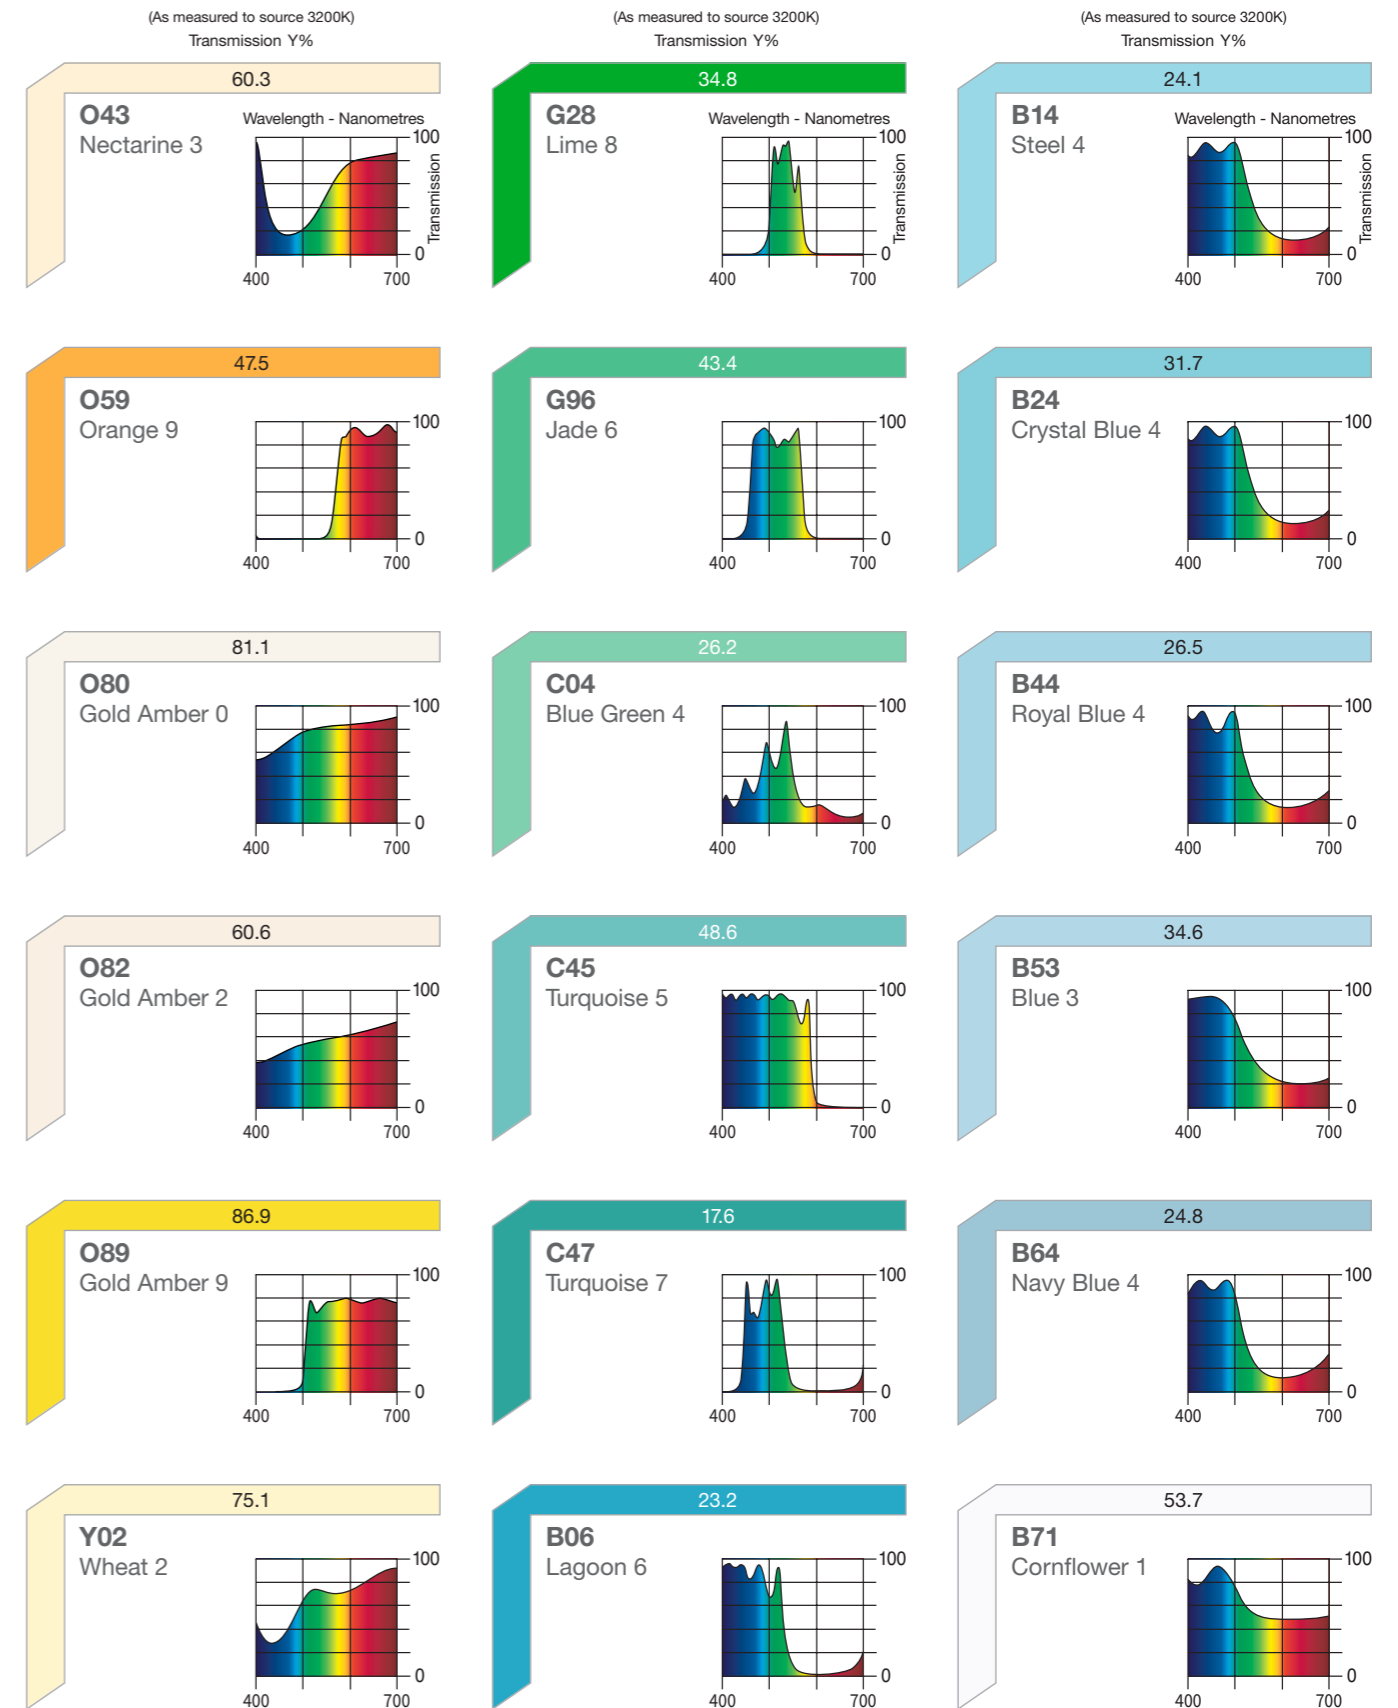 (As measured to source 3200K)
Transmission Y%
60.3
O43
Nectarine 3
Wavelength - Nanometres
100
Transmission
0
400
700
47.5
O59
Orange 9
100
0
400
700
81.1
O80
Gold Amber 0
100
0
400
700
60.6
O82
Gold Amber 2
100
0
400
700
86.9
O89
Gold Amber 9
100
0
400
700
75.1
Y02
Wheat 2
100
0
400
700
(As measured to source 3200K)
Transmission Y%
34.8
G28
Lime 8
Wavelength - Nanometres
100
Transmission
0
400
700
43.4
G96
Jade 6
100
0
400
700
26.2
C04
Blue Green 4
100
0
400
700
48.6
C45
Turquoise 5
100
0
400
700
17.6
C47
Turquoise 7
100
0
400
700
23.2
B06
Lagoon 6
100
0
400
700
(As measured to source 3200K)
Transmission Y%
24.1
B14
Steel 4
Wavelength - Nanometres
100
Transmission
0
400
700
31.7
B24
Crystal Blue 4
100
0
400
700
26.5
B44
Royal Blue 4
100
0
400
700
34.6
B53
Blue 3
100
0
400
700
24.8
B64
Navy Blue 4
100
0
400
700
53.7
B71
Cornflower 1
100
0
400
700